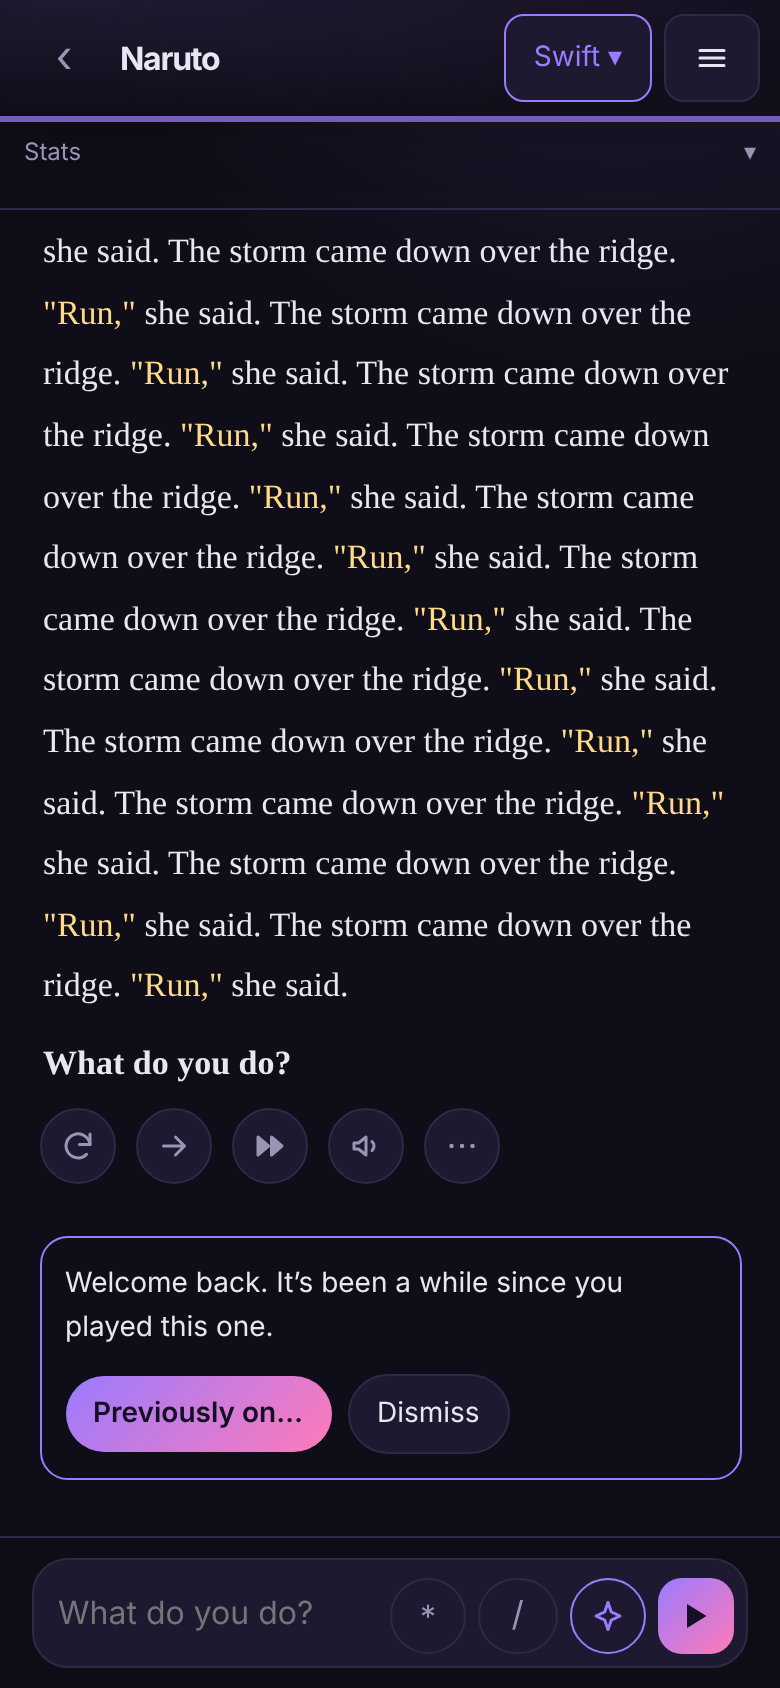 Naruto
Swift ▾
Stats ▾
she said. The storm came down over the ridge.
"Run," she said. The storm came down over the
ridge. "Run," she said. The storm came down over
the ridge. "Run," she said. The storm came down
over the ridge. "Run," she said. The storm came
down over the ridge. "Run," she said. The storm
came down over the ridge. "Run," she said. The
storm came down over the ridge. "Run," she said.
The storm came down over the ridge. "Run," she
said. The storm came down over the ridge. "Run,"
she said. The storm came down over the ridge.
"Run," she said. The storm came down over the
ridge. "Run," she said.
What do you do?
Welcome back. It’s been a while since you
played this one.
Previously on…
Dismiss
What do you do? * /